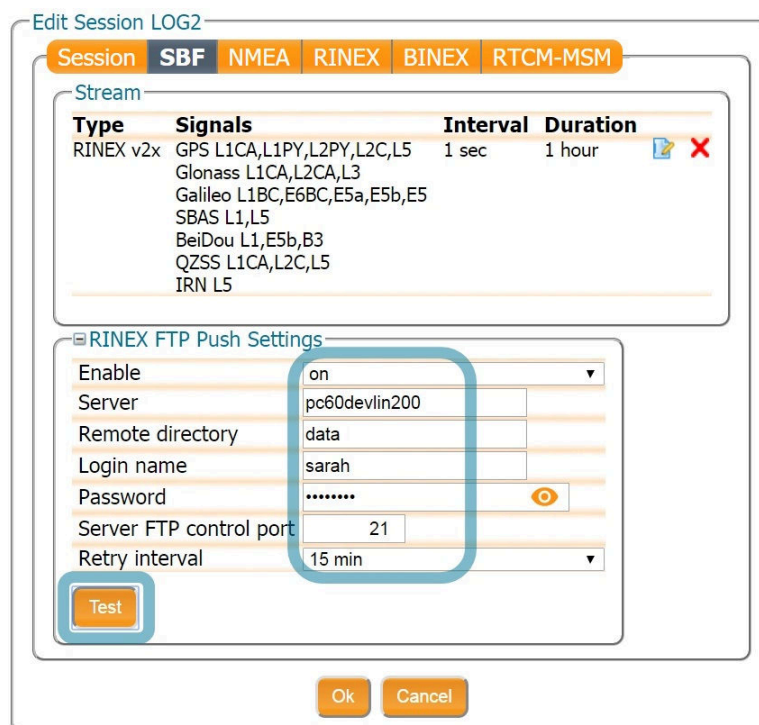 Edit Session LOG2
Session SBF NMEA RINEX BINEX RTCM-MSM
Stream
Type Signals Interval Duration
RINEX v2x GPS L1CA,L1PY,L2PY,L2C,L5 1 sec 1 hour
Glonass L1CA,L2CA,L3
Galileo L1BC,E6BC,E5a,E5b,E5
SBAS L1,L5
BeiDou L1,E5b,B3
QZSS L1CA,L2C,L5
IRN L5
RINEX FTP Push Settings
Enable on
Server pc60devlin200
Remote directory data
Login name sarah
Password ••••••••
Server FTP control port 21
Retry interval 15 min
Test
Ok Cancel